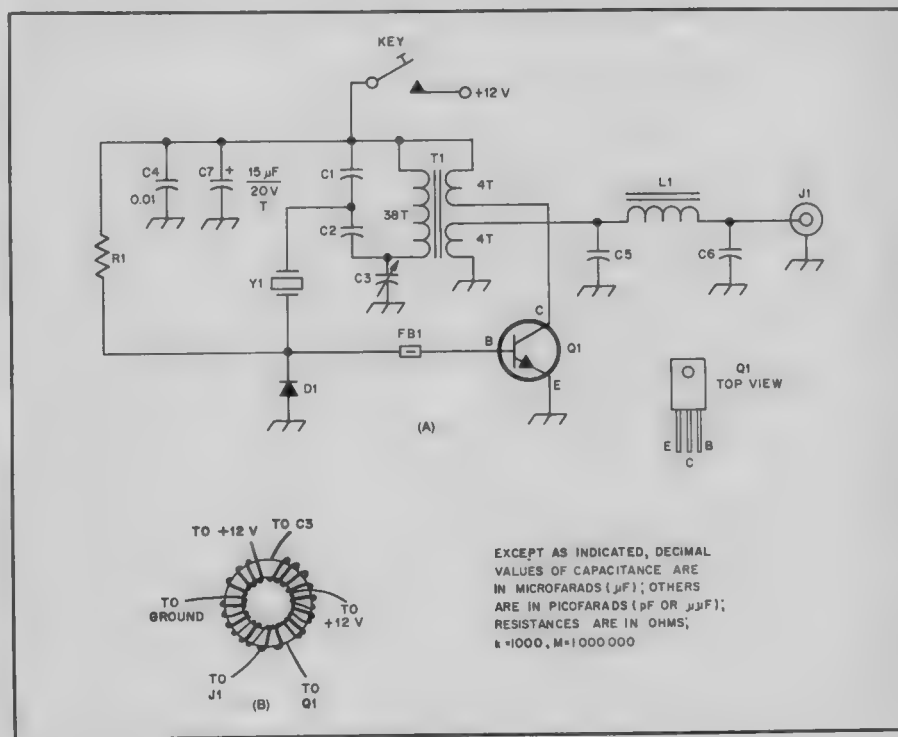 KEY
+12 V
C4
0.01
C7
+
15 µF
20 V
T
C1
T1
4T
38T
4T
C2
C3
R1
Y1
L1
J1
C5
C6
FB1
C
B
Q1
E
D1
(A)
Q1
TOP VIEW
E
C
B
TO +12 V
TO C3
TO
GROUND
TO
+12 V
TO
J1
TO
Q1
(B)
EXCEPT AS INDICATED, DECIMAL
VALUES OF CAPACITANCE ARE
IN MICROFARADS (µF); OTHERS
ARE IN PICOFARADS (pF OR µµF);
RESISTANCES ARE IN OHMS;
k=1000, M=1000000